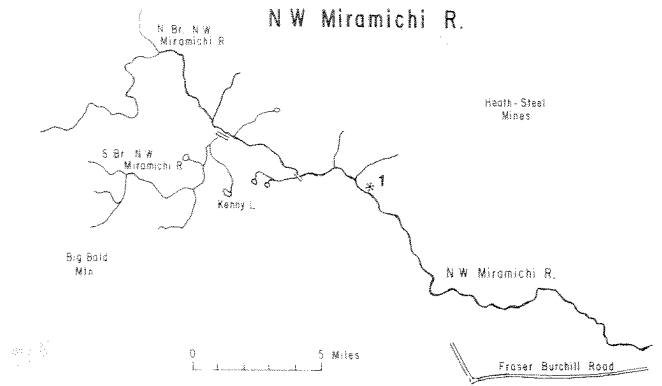 N W Miramichi R.
N Br. N W
Miramichi R
Heath-Steel
Mines
S Br. N W
Miramichi R
Kenny L.
1
Big Bald
Mtn
N W Miramichi R.
0 5 Miles
Fraser Burchill Road